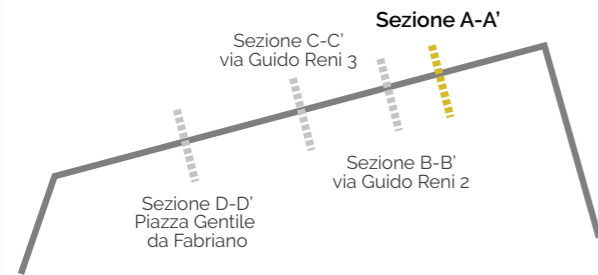 Sezione A-A'
Sezione C-C'
via Guido Reni 3
Sezione B-B'
via Guido Reni 2
Sezione D-D'
Piazza Gentile
da Fabriano